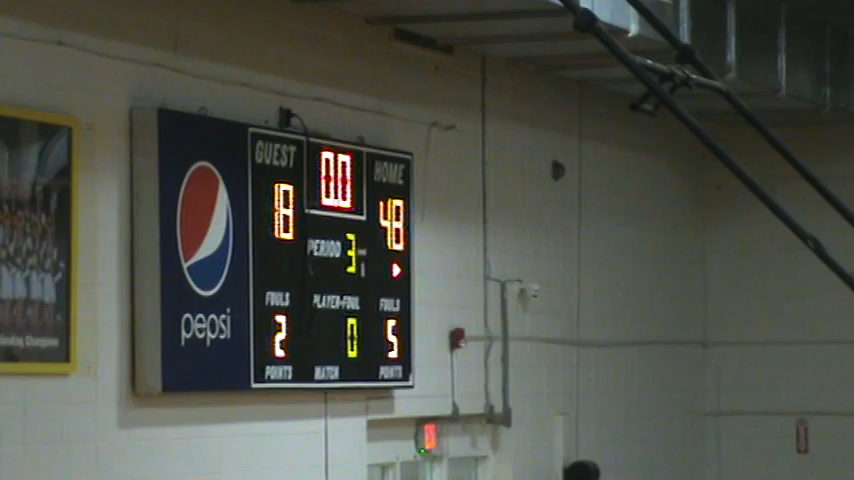 GUEST
0.0
HOME
18
48
PERIOD 3
FOULS
PLAYER-FOUL
FOULS
2
0
5
POINTS
MATCH
POINTS
pepsi
Champions